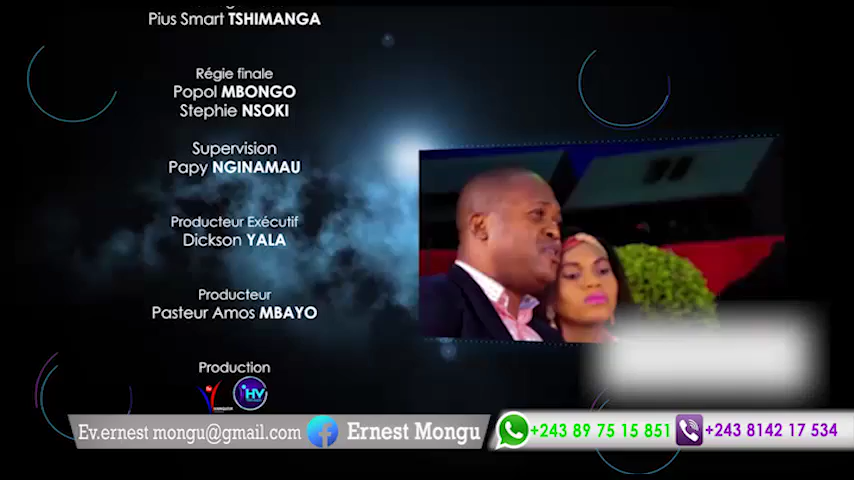 Pius Smart TSHIMANGA
Régie finale
Popol MBONGO
Stephie NSOKI
Supervision
Papy NGINAMAU
Producteur Exécutif
Dickson YALA
Producteur
Pasteur Amos MBAYO
Production
HV
Ev.ernest mongu@gmail.com
Ernest Mongu
+243 89 75 15 851
+243 8142 17 534